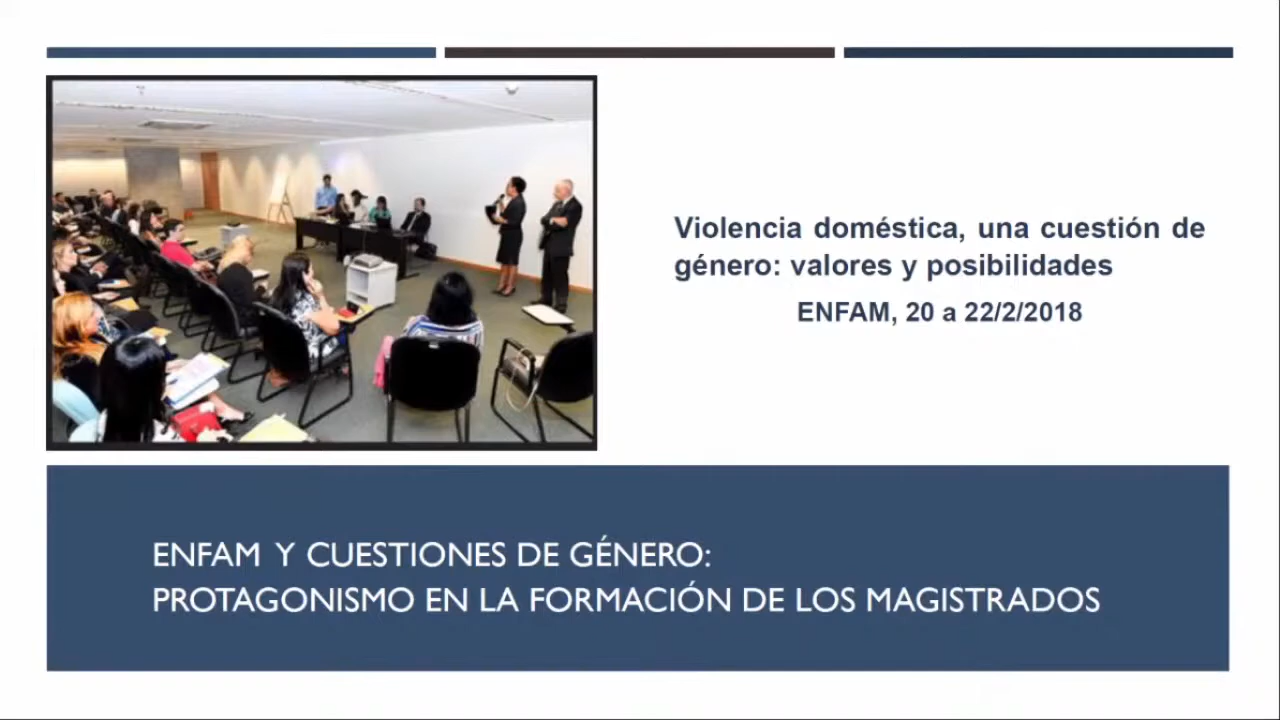 Violencia doméstica, una cuestión de
género: valores y posibilidades
ENFAM, 20 a 22/2/2018
ENFAM Y CUESTIONES DE GÉNERO:
PROTAGONISMO EN LA FORMACIÓN DE LOS MAGISTRADOS